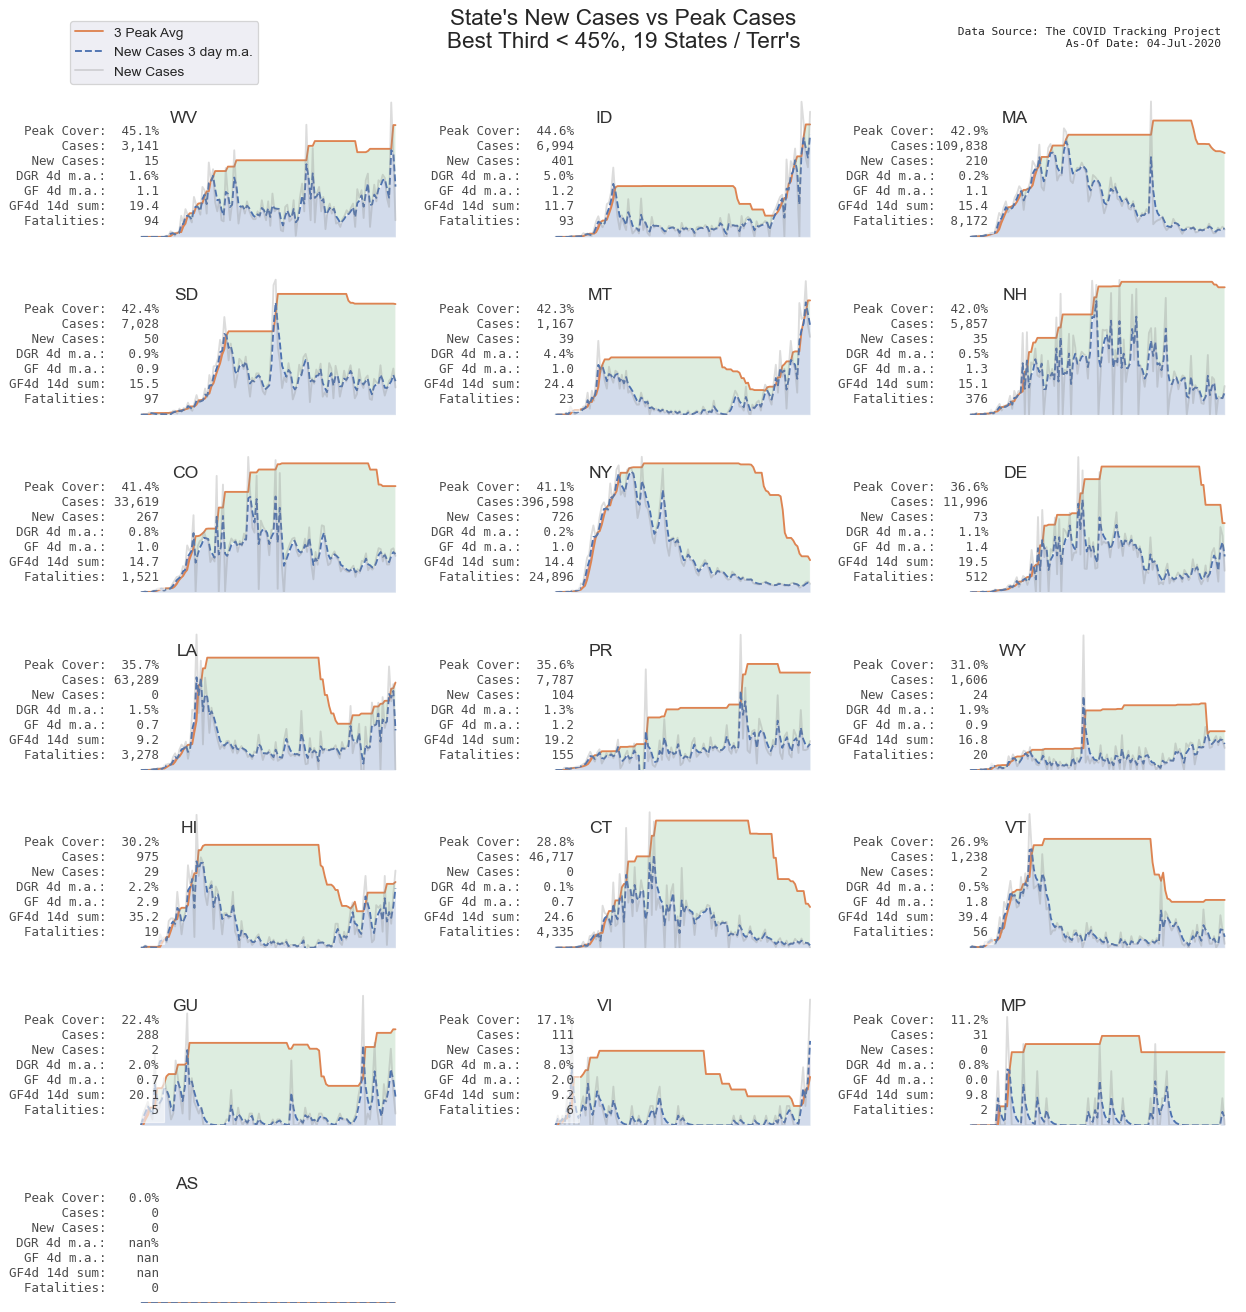 State's New Cases vs Peak Cases
Best Third < 45%, 19 States / Terr's
3 Peak Avg
New Cases 3 day m.a.
New Cases
Data Source: The COVID Tracking Project
As-Of Date: 04-Jul-2020
WV
Peak Cover: 45.1%
Cases: 3,141
New Cases: 15
DGR 4d m.a.: 1.6%
GF 4d m.a.: 1.1
GF4d 14d sum: 19.4
Fatalities: 94
ID
Peak Cover: 44.6%
Cases: 6,994
New Cases: 401
DGR 4d m.a.: 5.0%
GF 4d m.a.: 1.2
GF4d 14d sum: 11.7
Fatalities: 93
MA
Peak Cover: 42.9%
Cases:109,838
New Cases: 210
DGR 4d m.a.: 0.2%
GF 4d m.a.: 1.1
GF4d 14d sum: 15.4
Fatalities: 8,172
SD
Peak Cover: 42.4%
Cases: 7,028
New Cases: 50
DGR 4d m.a.: 0.9%
GF 4d m.a.: 0.9
GF4d 14d sum: 15.5
Fatalities: 97
MT
Peak Cover: 42.3%
Cases: 1,167
New Cases: 39
DGR 4d m.a.: 4.4%
GF 4d m.a.: 1.0
GF4d 14d sum: 24.4
Fatalities: 23
NH
Peak Cover: 42.0%
Cases: 5,857
New Cases: 35
DGR 4d m.a.: 0.5%
GF 4d m.a.: 1.3
GF4d 14d sum: 15.1
Fatalities: 376
CO
Peak Cover: 41.4%
Cases: 33,619
New Cases: 267
DGR 4d m.a.: 0.8%
GF 4d m.a.: 1.0
GF4d 14d sum: 14.7
Fatalities: 1,521
NY
Peak Cover: 41.1%
Cases:396,598
New Cases: 726
DGR 4d m.a.: 0.2%
GF 4d m.a.: 1.0
GF4d 14d sum: 14.4
Fatalities: 24,896
DE
Peak Cover: 36.6%
Cases: 11,996
New Cases: 73
DGR 4d m.a.: 1.1%
GF 4d m.a.: 1.4
GF4d 14d sum: 19.5
Fatalities: 512
LA
Peak Cover: 35.7%
Cases: 63,289
New Cases: 0
DGR 4d m.a.: 1.5%
GF 4d m.a.: 0.7
GF4d 14d sum: 9.2
Fatalities: 3,278
PR
Peak Cover: 35.6%
Cases: 7,787
New Cases: 104
DGR 4d m.a.: 1.3%
GF 4d m.a.: 1.2
GF4d 14d sum: 19.2
Fatalities: 155
WY
Peak Cover: 31.0%
Cases: 1,606
New Cases: 24
DGR 4d m.a.: 1.9%
GF 4d m.a.: 0.9
GF4d 14d sum: 16.8
Fatalities: 20
HI
Peak Cover: 30.2%
Cases: 975
New Cases: 29
DGR 4d m.a.: 2.2%
GF 4d m.a.: 2.9
GF4d 14d sum: 35.2
Fatalities: 19
CT
Peak Cover: 28.8%
Cases: 46,717
New Cases: 0
DGR 4d m.a.: 0.1%
GF 4d m.a.: 0.7
GF4d 14d sum: 24.6
Fatalities: 4,335
VT
Peak Cover: 26.9%
Cases: 1,238
New Cases: 2
DGR 4d m.a.: 0.5%
GF 4d m.a.: 1.8
GF4d 14d sum: 39.4
Fatalities: 56
GU
Peak Cover: 22.4%
Cases: 288
New Cases: 2
DGR 4d m.a.: 2.0%
GF 4d m.a.: 0.7
GF4d 14d sum: 20.1
Fatalities: 5
VI
Peak Cover: 17.1%
Cases: 111
New Cases: 13
DGR 4d m.a.: 8.0%
GF 4d m.a.: 2.0
GF4d 14d sum: 9.2
Fatalities: 6
MP
Peak Cover: 11.2%
Cases: 31
New Cases: 0
DGR 4d m.a.: 0.8%
GF 4d m.a.: 0.0
GF4d 14d sum: 9.8
Fatalities: 2
AS
Peak Cover: 0.0%
Cases: 0
New Cases: 0
DGR 4d m.a.: nan%
GF 4d m.a.: nan
GF4d 14d sum: nan
Fatalities: 0